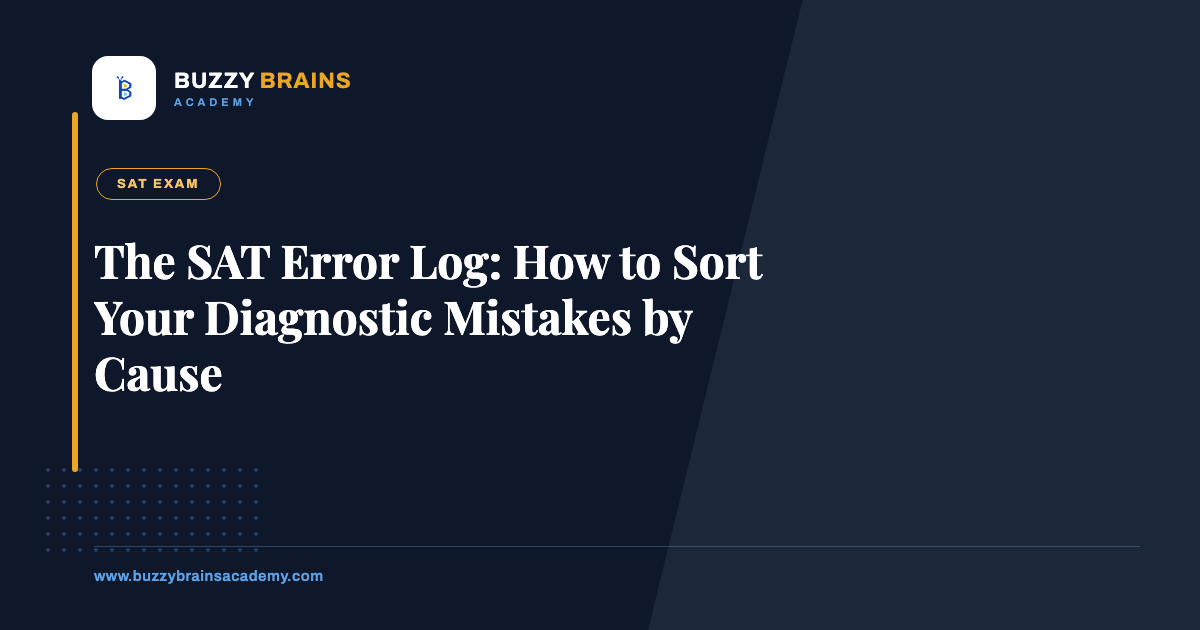 BUZZY BRAINS
ACADEMY
SAT EXAM
The SAT Error Log: How to Sort
Your Diagnostic Mistakes by
Cause
www.buzzybrainsacademy.com